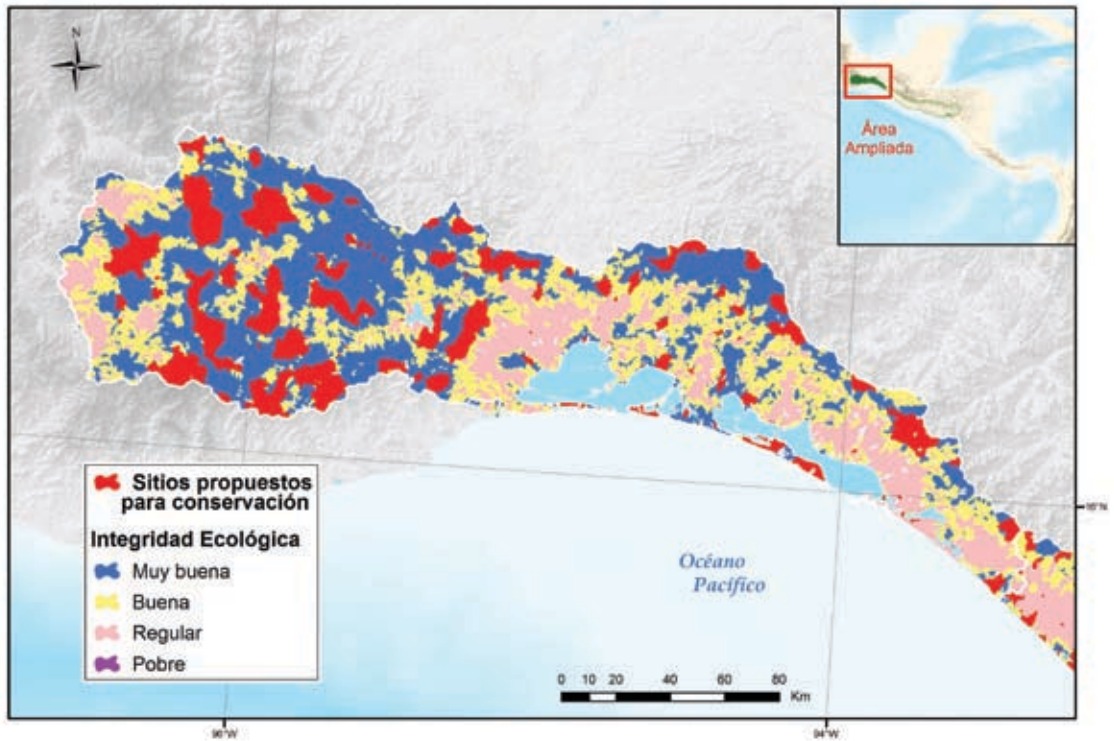 N
Área
Ampliada
Sitios propuestos
para conservación
Integridad Ecológica
Muy buena
Buena
Regular
Pobre
Océano
Pacífico
0 10 20 40 60 80
Km
96°W
94°W